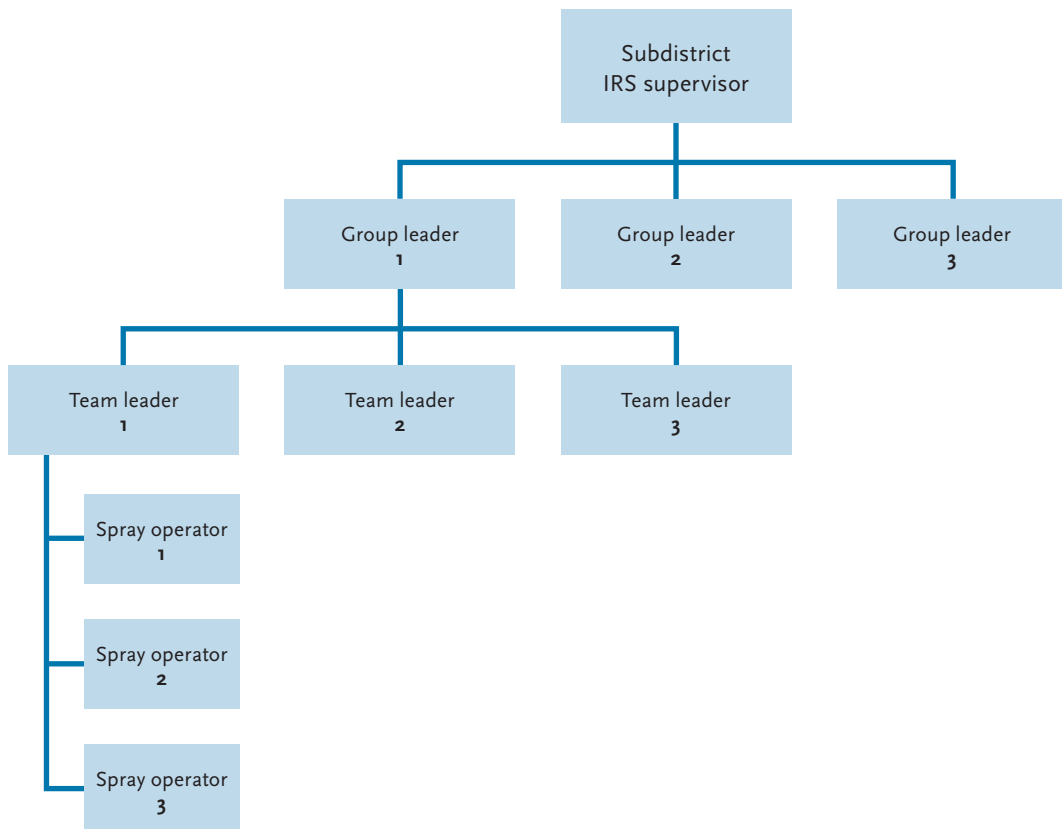 Subdistrict
IRS supervisor
Group leader
1
Group leader
2
Group leader
3
Team leader
1
Team leader
2
Team leader
3
Spray operator
1
Spray operator
2
Spray operator
3